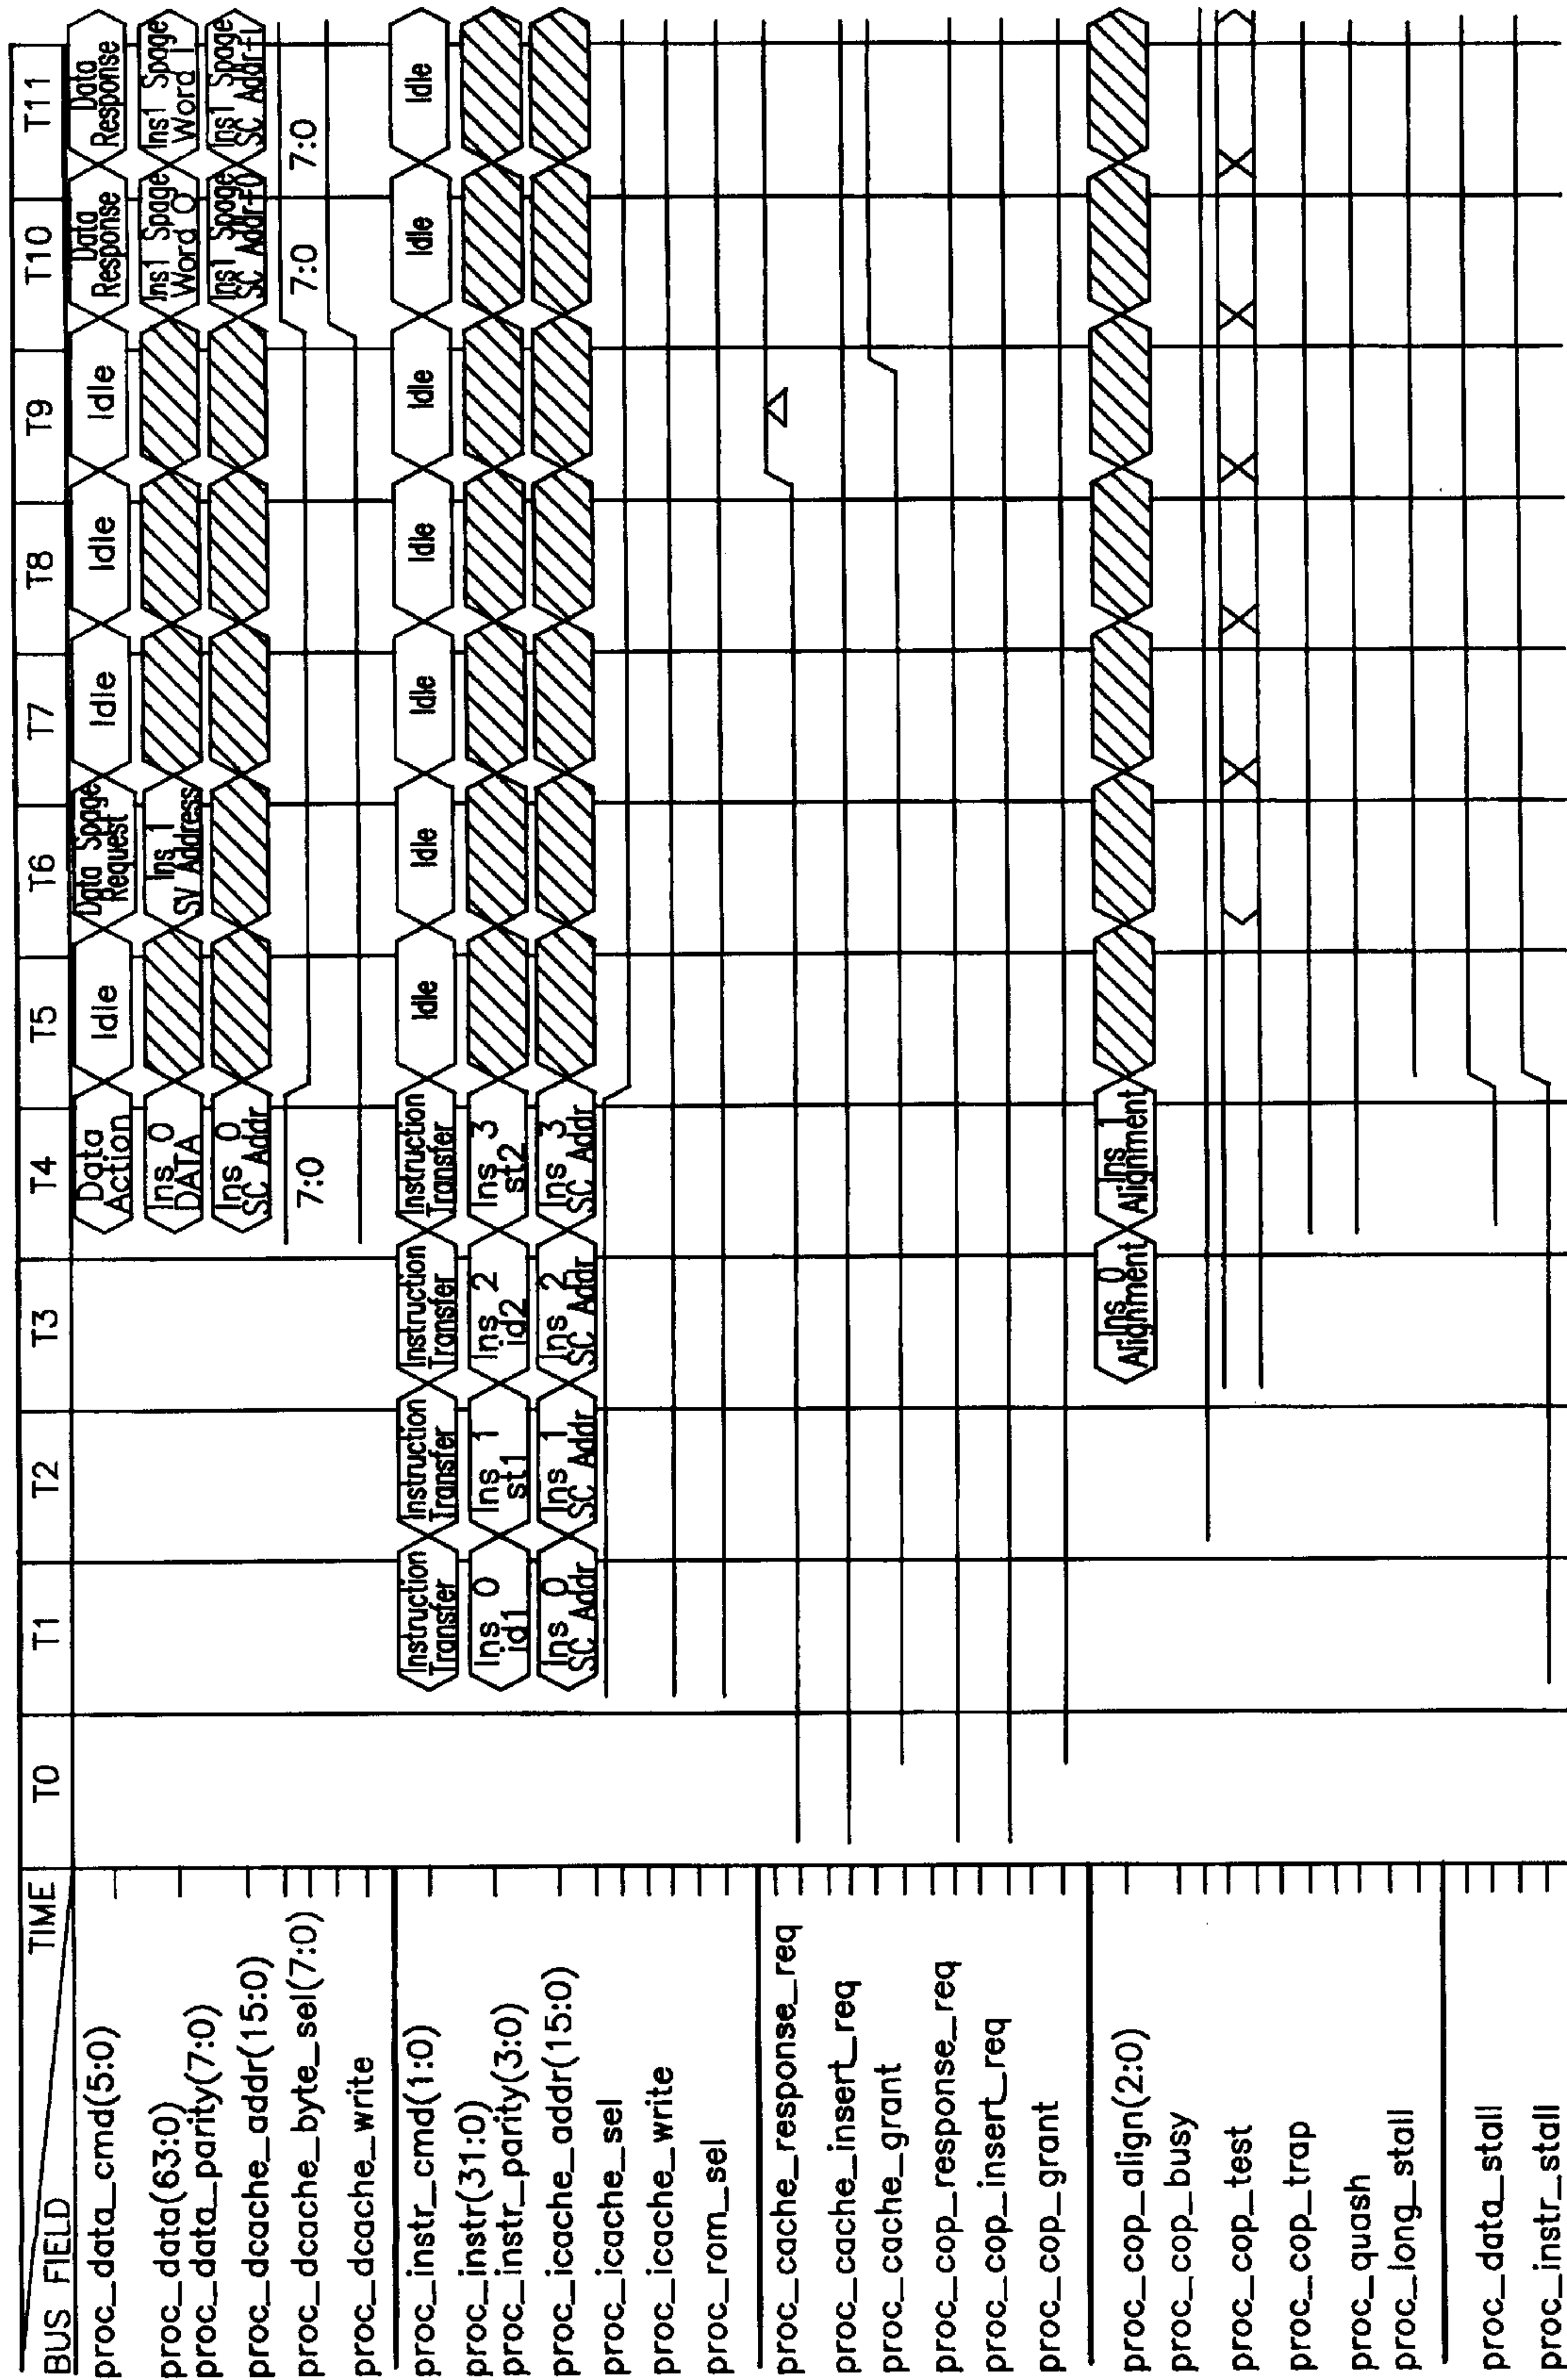 BUS FIELD TIME T0 T1 T2 T3 T4 T5 T6 T7 T8 T9 T10 T11
proc_data_cmd(5:0) Data Action Idle Data Spage Request Idle Idle Idle Data Response Data Response
proc_data(63:0)
proc_data_parity(7:0) Ins 0 DATA Ins 1 SV Address Ins1 Spage Word 0 Ins1 Spage Word 1
proc_dcache_addr(15:0) Ins 0 SC Addr Ins1 Spage SC Addr+0 Ins1 Spage SC Addr+1
proc_dcache_byte_sel(7:0) 7:0 7:0 7:0
proc_dcache_write
proc_instr_cmd(1:0) Instruction Transfer Instruction Transfer Instruction Transfer Instruction Transfer Idle Idle Idle Idle Idle Idle Idle
proc_instr(31:0)
proc_instr_parity(3:0) Ins 0 id1 Ins 1 st1 Ins 2 id2 Ins 3 st2
proc_icache_addr(15:0) Ins 0 SC Addr Ins 1 SC Addr Ins 2 SC Addr Ins 3 SC Addr
proc_icache_sel
proc_icache_write
proc_rom_sel
proc_cache_response_req
proc_cache_insert_req
proc_cache_grant
proc_cop_response_req
proc_cop_insert_req
proc_cop_grant
proc_cop_align(2:0) Ins 0 Alignment Ins 1 Alignment
proc_cop_busy
proc_cop_test
proc_cop_trap
proc_quash
proc_long_stall
proc_data_stall
proc_instr_stall